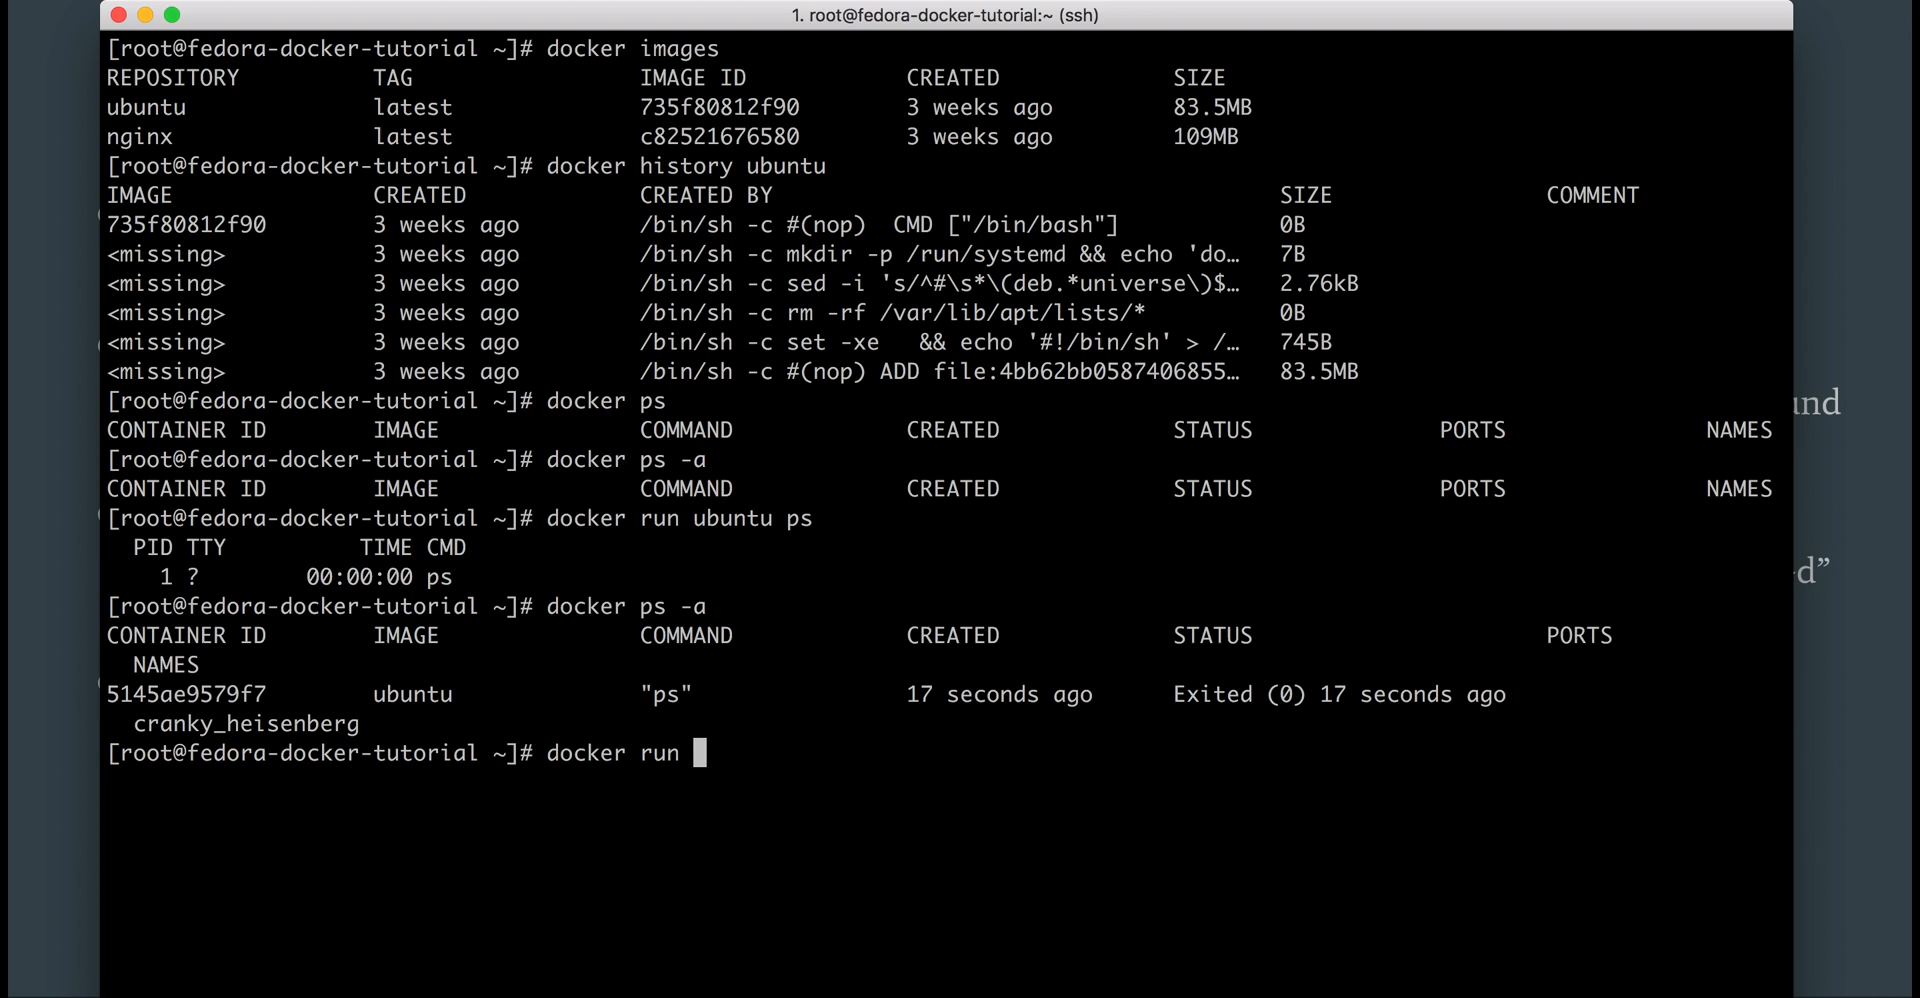 1. root@fedora-docker-tutorial:~ (ssh)
[root@fedora-docker-tutorial ~]# docker images
REPOSITORY          TAG                 IMAGE ID            CREATED             SIZE
ubuntu              latest              735f80812f90        3 weeks ago         83.5MB
nginx               latest              c82521676580        3 weeks ago         109MB
[root@fedora-docker-tutorial ~]# docker history ubuntu
IMAGE               CREATED             CREATED BY                                      SIZE                COMMENT
735f80812f90        3 weeks ago         /bin/sh -c #(nop)  CMD ["/bin/bash"]            0B
<missing>           3 weeks ago         /bin/sh -c mkdir -p /run/systemd && echo 'do…   7B
<missing>           3 weeks ago         /bin/sh -c sed -i 's/^#\s*\(deb.*universe\)$…   2.76kB
<missing>           3 weeks ago         /bin/sh -c rm -rf /var/lib/apt/lists/*          0B
<missing>           3 weeks ago         /bin/sh -c set -xe   && echo '#!/bin/sh' > /…   745B
<missing>           3 weeks ago         /bin/sh -c #(nop) ADD file:4bb62bb0587406855…   83.5MB
[root@fedora-docker-tutorial ~]# docker ps
CONTAINER ID        IMAGE               COMMAND             CREATED             STATUS              PORTS               NAMES
[root@fedora-docker-tutorial ~]# docker ps -a
CONTAINER ID        IMAGE               COMMAND             CREATED             STATUS              PORTS               NAMES
[root@fedora-docker-tutorial ~]# docker run ubuntu ps
  PID TTY          TIME CMD
    1 ?        00:00:00 ps
[root@fedora-docker-tutorial ~]# docker ps -a
CONTAINER ID        IMAGE               COMMAND             CREATED             STATUS                      PORTS
  NAMES
5145ae9579f7        ubuntu              "ps"                17 seconds ago      Exited (0) 17 seconds ago
  cranky_heisenberg
[root@fedora-docker-tutorial ~]# docker run